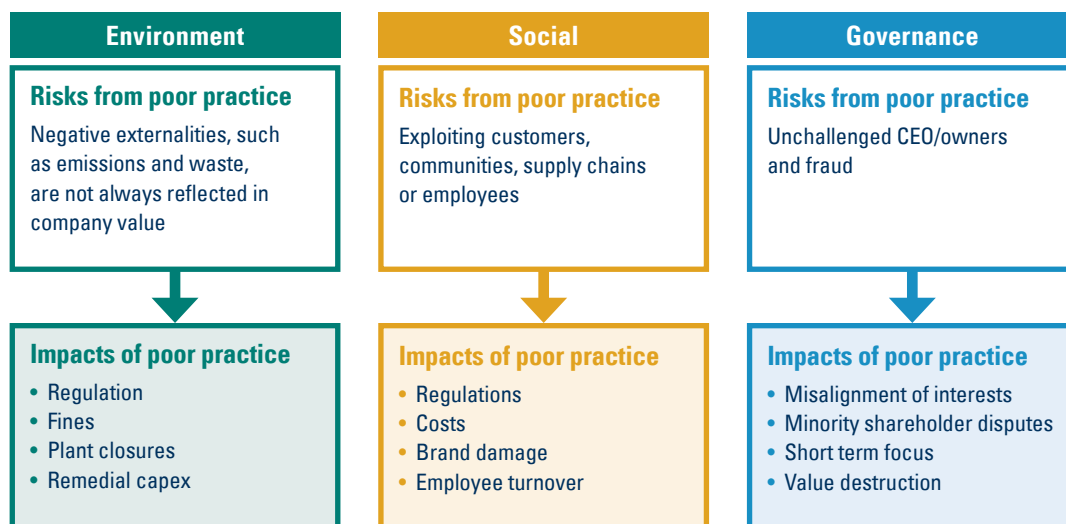 Environment
Risks from poor practice
Negative externalities, such
as emissions and waste,
are not always reflected in
company value
Impacts of poor practice
• Regulation
• Fines
• Plant closures
• Remedial capex
Social
Risks from poor practice
Exploiting customers,
communities, supply chains
or employees
Impacts of poor practice
• Regulations
• Costs
• Brand damage
• Employee turnover
Governance
Risks from poor practice
Unchallenged CEO/owners
and fraud
Impacts of poor practice
• Misalignment of interests
• Minority shareholder disputes
• Short term focus
• Value destruction